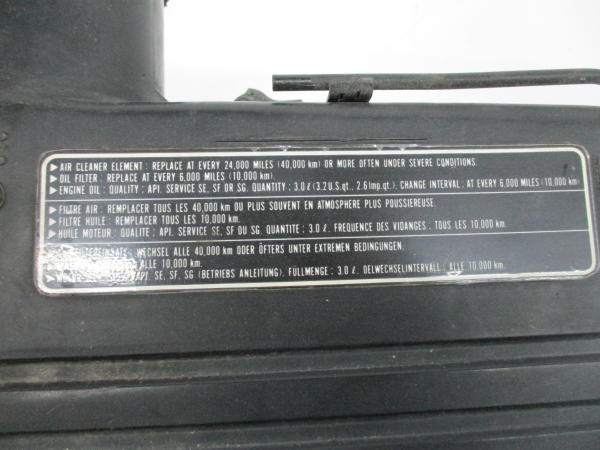 ▶ AIR CLEANER ELEMENT : REPLACE AT EVERY 24,000 MILES (40,000 km) OR MORE OFTEN UNDER SEVERE CONDITIONS.
▶ OIL FILTER : REPLACE AT EVERY 6,000 MILES (10,000 km).
▶ ENGINE OIL : QUALITY ; API. SERVICE SE, SF OR SG. QUANTITY : 3.0 ℓ (3.2 U.S.qt., 2.6 Imp.qt.), CHANGE INTERVAL : AT EVERY 6,000 MILES (10,000 km)
▶ FILTRE AIR : REMPLACER TOUS LES 40,000 km OU PLUS SOUVENT EN ATMOSPHERE PLUS POUSSIEREUSE.
▶ FILTRE HUILE : REMPLACER TOUS LES 10,000 km.
▶ HUILE MOTEUR : QUALITE ; API. SERVICE SE, SF OU SG. QUANTITE : 3.0 ℓ. FREQUENCE DES VIDANGES : TOUS LES 10,000 km.
WECHSEL ALLE 40,000 km ODER ÖFTERS UNTER EXTREMEN BEDINGUNGEN.
ALLE 10,000 km.
API. SE, SF, SG (BETRIEBS ANLEITUNG), FULLMENGE : 3.0 ℓ. OELWECHSELINTERVALL : ALLE 10,000 km.